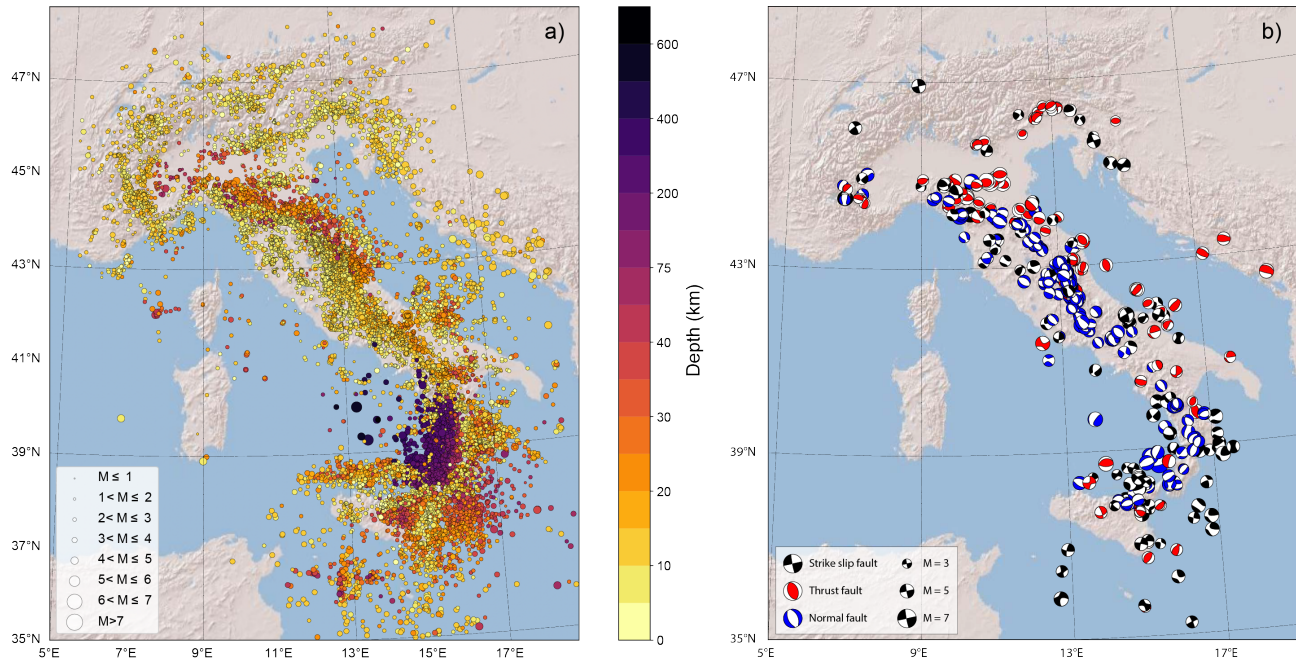 a)
47°N
45°N
43°N
41°N
39°N
37°N
35°N
5°E
7°E
9°E
11°E
13°E
15°E
17°E
M ≤ 1
1 < M ≤ 2
2 < M ≤ 3
3 < M ≤ 4
4 < M ≤ 5
5 < M ≤ 6
6 < M ≤ 7
M>7
Depth (km)
600
400
200
75
40
30
20
10
0
b)
47°N
45°N
43°N
41°N
39°N
37°N
35°N
5°E
9°E
13°E
17°E
Strike slip fault M = 3
Thrust fault M = 5
Normal fault M = 7